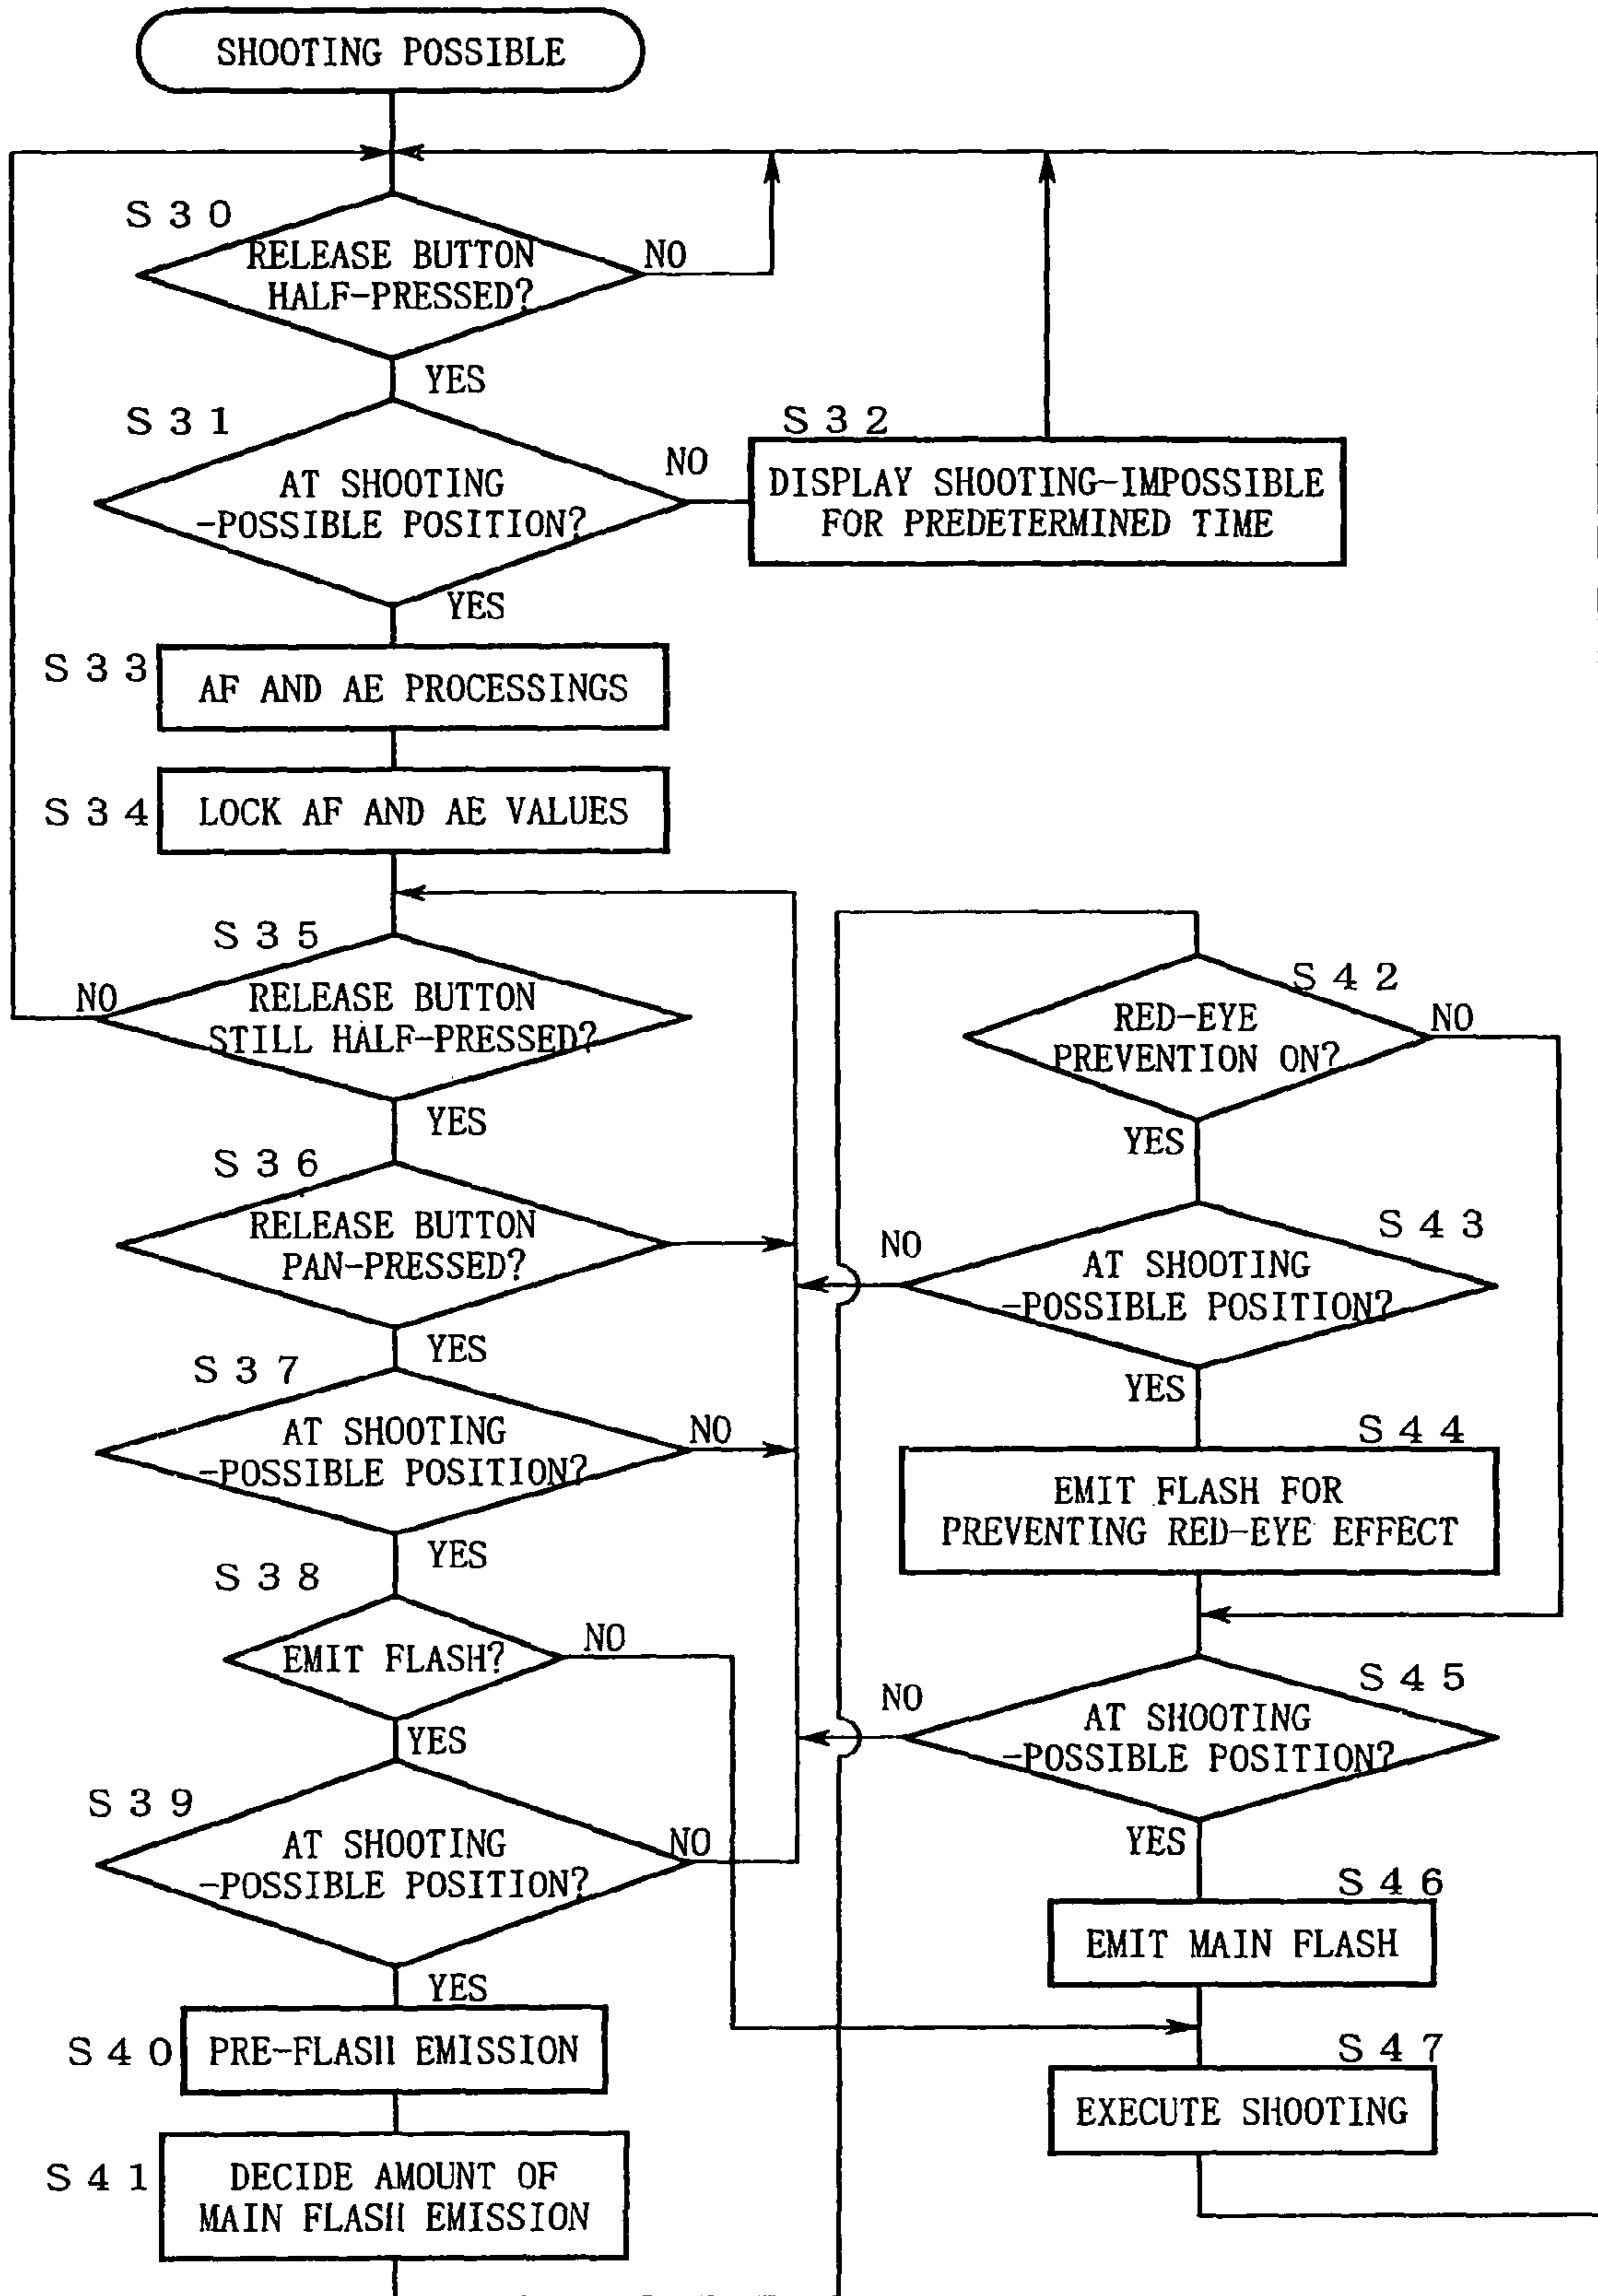 SHOOTING POSSIBLE
S30
RELEASE BUTTON
HALF-PRESSED?
NO
YES
S31
AT SHOOTING
-POSSIBLE POSITION?
NO
S32
DISPLAY SHOOTING-IMPOSSIBLE
FOR PREDETERMINED TIME
YES
S33
AF AND AE PROCESSINGS
S34
LOCK AF AND AE VALUES
S35
NO
RELEASE BUTTON
STILL HALF-PRESSED?
YES
S36
RELEASE BUTTON
PAN-PRESSED?
YES
S37
AT SHOOTING
-POSSIBLE POSITION?
NO
YES
S38
EMIT FLASH?
NO
YES
S39
AT SHOOTING
-POSSIBLE POSITION?
NO
YES
S40
PRE-FLASH EMISSION
S41
DECIDE AMOUNT OF
MAIN FLASH EMISSION
S42
RED-EYE
PREVENTION ON?
NO
YES
S43
NO
AT SHOOTING
-POSSIBLE POSITION?
YES
S44
EMIT FLASH FOR
PREVENTING RED-EYE EFFECT
S45
NO
AT SHOOTING
-POSSIBLE POSITION?
YES
S46
EMIT MAIN FLASH
S47
EXECUTE SHOOTING